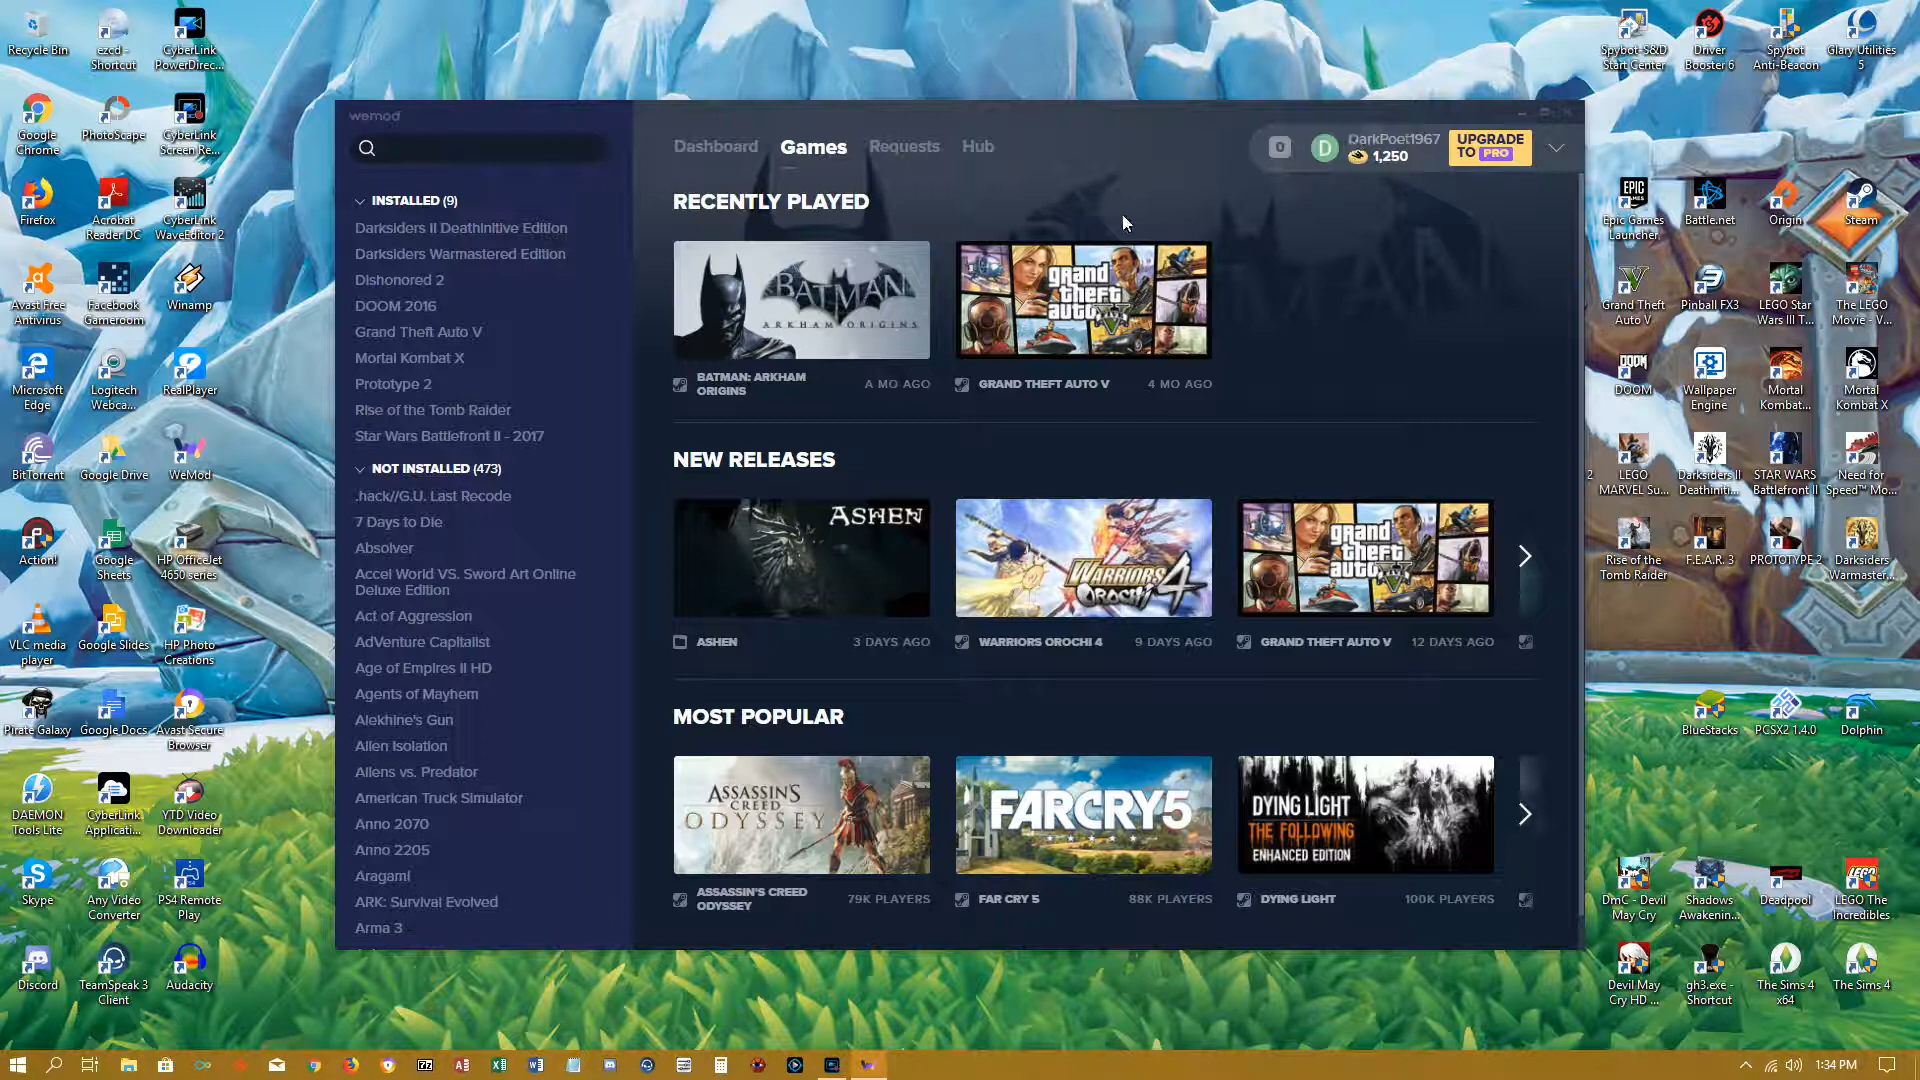 Recycle Bin
ezcd -
Shortcut
CyberLink
PowerDirec...
Google
Chrome
PhotoScape
CyberLink
Screen Re...
Firefox
Acrobat
Reader DC
CyberLink
WaveEditor 2
Avast Free
Antivirus
Facebook
Gameroom
Winamp
Microsoft
Edge
Logitech
Webca...
RealPlayer
BitTorrent
Google Drive
WeMod
Action!
Google
Sheets
HP OfficeJet
4650 series
VLC media
player
Google Slides
HP Photo
Creations
Pirate Galaxy
Google Docs
Avast Secure
Browser
DAEMON
Tools Lite
CyberLink
Applicati...
YTD Video
Downloader
Skype
Any Video
Converter
PS4 Remote
Play
Discord
TeamSpeak 3
Client
Audacity
wemod
INSTALLED (9)
Darksiders II Deathinitive Edition
Darksiders Warmastered Edition
Dishonored 2
DOOM 2016
Grand Theft Auto V
Mortal Kombat X
Prototype 2
Rise of the Tomb Raider
Star Wars Battlefront II - 2017
NOT INSTALLED (473)
.hack//G.U. Last Recode
7 Days to Die
Absolver
Accel World VS. Sword Art Online
Deluxe Edition
Act of Aggression
AdVenture Capitalist
Age of Empires II HD
Agents of Mayhem
Alekhine's Gun
Alien Isolation
Aliens vs. Predator
American Truck Simulator
Anno 2070
Anno 2205
Aragami
ARK: Survival Evolved
Arma 3
Dashboard
Games
Requests
Hub
0
D
DarkPoet1967
1,250
UPGRADE
TO PRO
RECENTLY PLAYED
BATMAN
ARKHAM ORIGINS
grand
theft
auto
V
BATMAN: ARKHAM
ORIGINS
A MO AGO
GRAND THEFT AUTO V
4 MO AGO
NEW RELEASES
ASHEN
WARRIORS
OROCHI 4
grand
theft
auto
V
ASHEN
3 DAYS AGO
WARRIORS OROCHI 4
9 DAYS AGO
GRAND THEFT AUTO V
12 DAYS AGO
MOST POPULAR
ASSASSIN'S
CREED
ODYSSEY
FARCRY5
DYING LIGHT
THE FOLLOWING
ENHANCED EDITION
ASSASSIN'S CREED
ODYSSEY
79K PLAYERS
FAR CRY 5
88K PLAYERS
DYING LIGHT
100K PLAYERS
Spybot-S&D
Start Center
Driver
Booster 6
Spybot
Anti-Beacon
Glary Utilities
5
EPIC
GAMES
Epic Games
Launcher
Battle.net
Origin
Steam
Grand Theft
Auto V
Pinball FX3
LEGO Star
Wars III T...
The LEGO
Movie - V...
DOOM
DOOM
Wallpaper
Engine
Mortal
Kombat...
Mortal
Kombat X
2
LEGO
MARVEL Su...
Darksiders II
Deathiniti...
STAR WARS
Battlefront II
Need for
Speed™ Mo...
Rise of the
Tomb Raider
F.E.A.R. 3
PROTOTYPE 2
Darksiders
Warmaster...
BlueStacks
PCSX2 1.4.0
Dolphin
DmC - Devil
May Cry
Shadows
Awakenin...
Deadpool
LEGO
LEGO The
Incredibles
Devil May
Cry HD ...
gh3.exe -
Shortcut
The Sims 4
x64
The Sims 4
1:34 PM